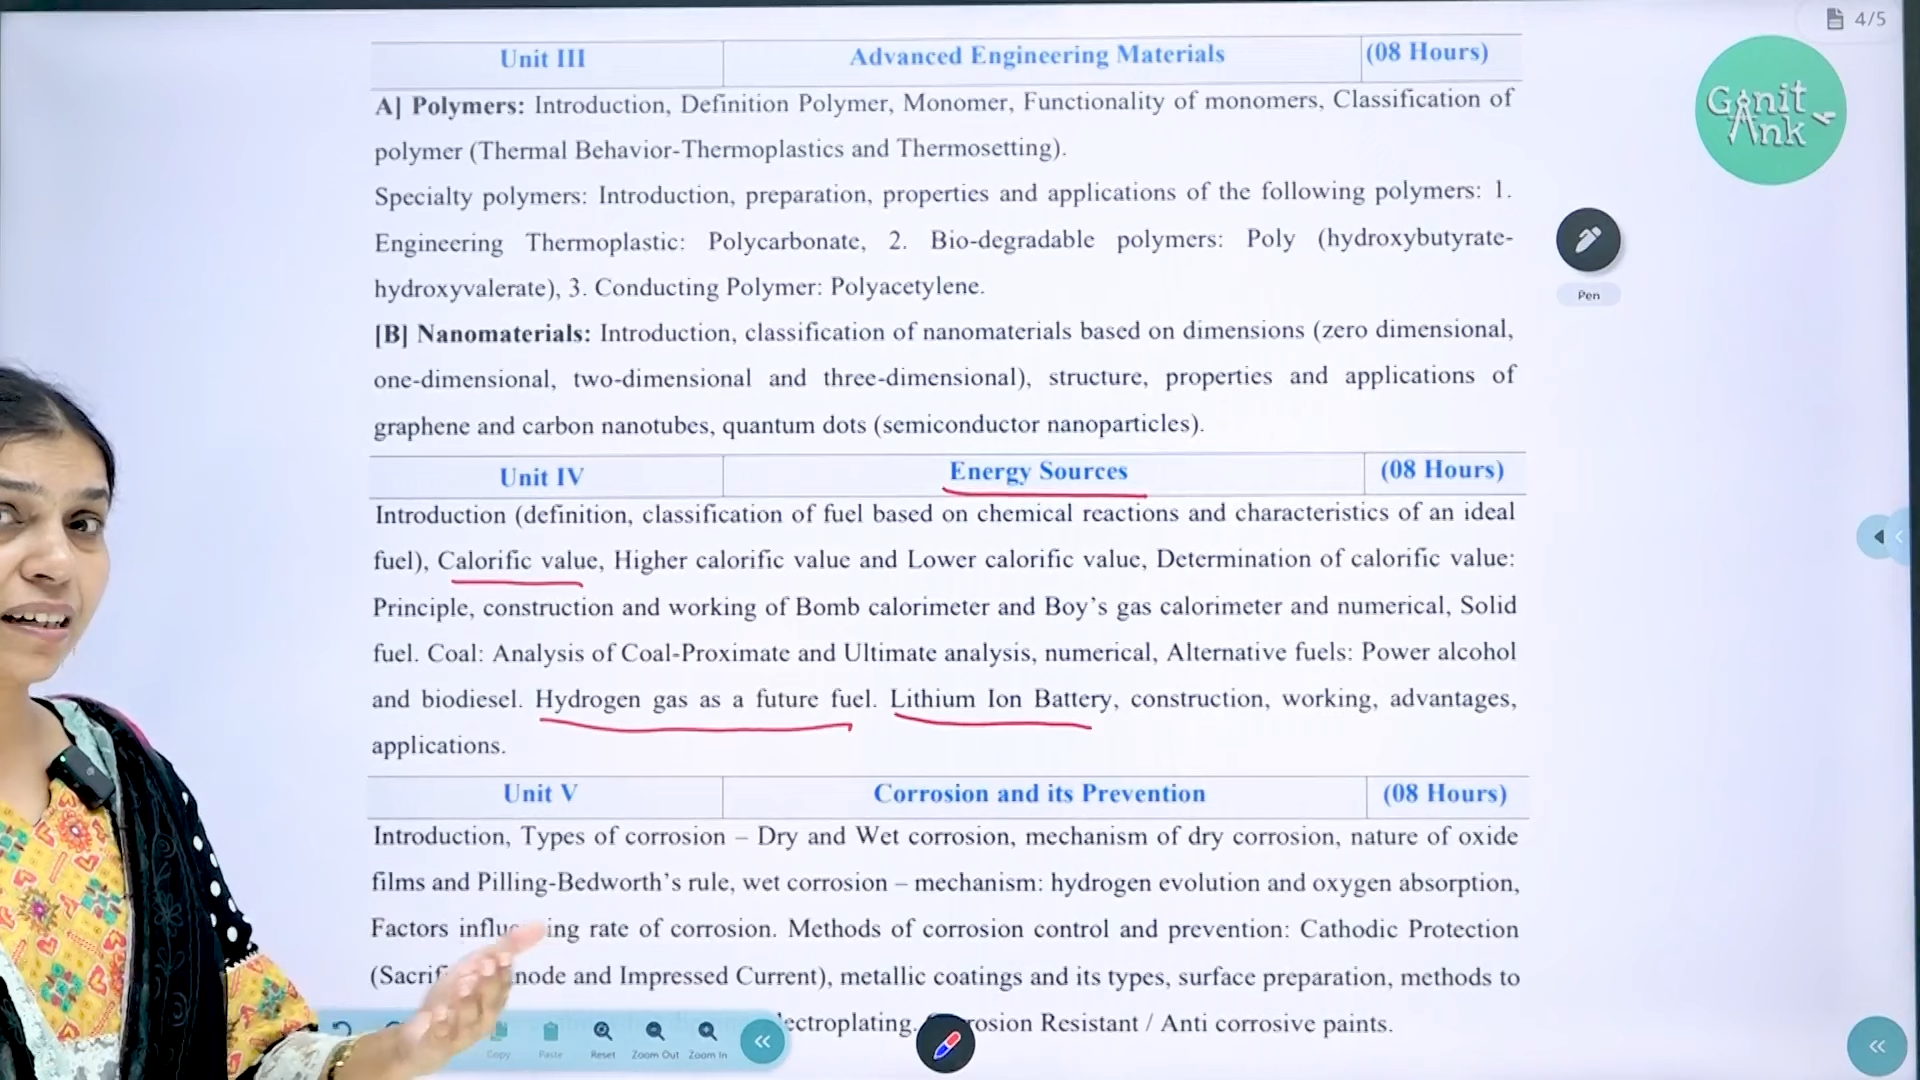 4/5
Unit III Advanced Engineering Materials (08 Hours)
Ganit Ank
A] Polymers: Introduction, Definition Polymer, Monomer, Functionality of monomers, Classification of
polymer (Thermal Behavior-Thermoplastics and Thermosetting).
Specialty polymers: Introduction, preparation, properties and applications of the following polymers: 1.
Engineering Thermoplastic: Polycarbonate, 2. Bio-degradable polymers: Poly (hydroxybutyrate-
hydroxyvalerate), 3. Conducting Polymer: Polyacetylene.
Pen
[B] Nanomaterials: Introduction, classification of nanomaterials based on dimensions (zero dimensional,
one-dimensional, two-dimensional and three-dimensional), structure, properties and applications of
graphene and carbon nanotubes, quantum dots (semiconductor nanoparticles).
Unit IV Energy Sources (08 Hours)
Introduction (definition, classification of fuel based on chemical reactions and characteristics of an ideal
fuel), Calorific value, Higher calorific value and Lower calorific value, Determination of calorific value:
Principle, construction and working of Bomb calorimeter and Boy's gas calorimeter and numerical, Solid
fuel. Coal: Analysis of Coal-Proximate and Ultimate analysis, numerical, Alternative fuels: Power alcohol
and biodiesel. Hydrogen gas as a future fuel. Lithium Ion Battery, construction, working, advantages,
applications.
Unit V Corrosion and its Prevention (08 Hours)
Introduction, Types of corrosion – Dry and Wet corrosion, mechanism of dry corrosion, nature of oxide
films and Pilling-Bedworth's rule, wet corrosion – mechanism: hydrogen evolution and oxygen absorption,
Factors rate of corrosion. Methods of corrosion control and prevention: Cathodic Protection
and Impressed Current), metallic coatings and its types, surface preparation, methods to
Resistant / Anti corrosive paints.
Copy Paste Reset Zoom Out Zoom In